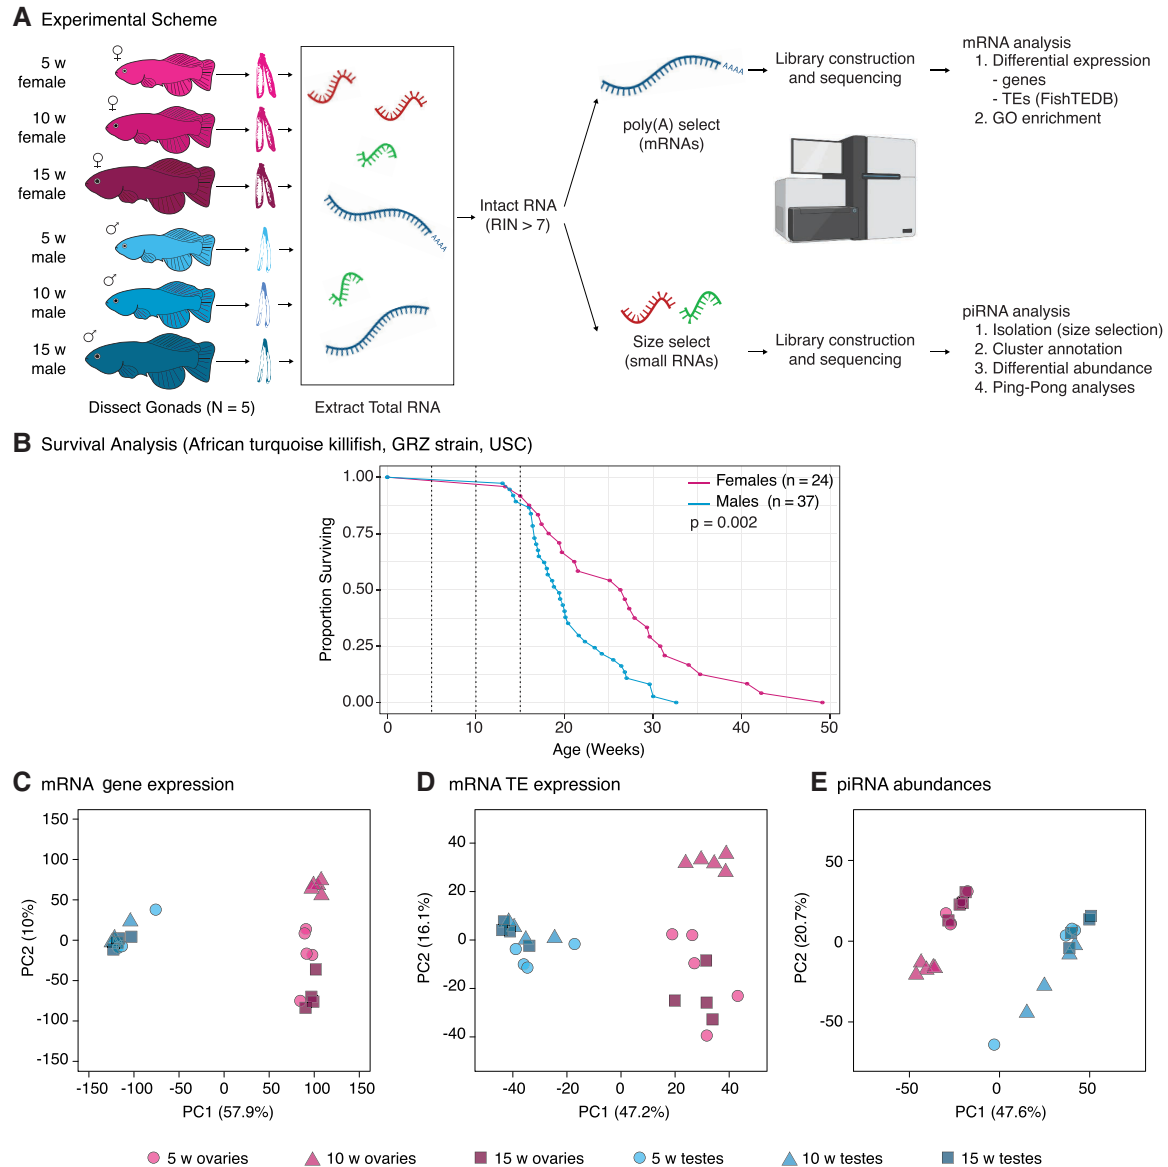 A Experimental Scheme
5 w
female
10 w
female
15 w
female
5 w
male
10 w
male
15 w
male
♀
♀
♀
♂
♂
♂
Dissect Gonads (N = 5)
AAAA
Extract Total RNA
Intact RNA
(RIN > 7)
AAAA
poly(A) select
(mRNAs)
Library construction
and sequencing
mRNA analysis
1. Differential expression
- genes
- TEs (FishTEDB)
2. GO enrichment
Size select
(small RNAs)
Library construction
and sequencing
piRNA analysis
1. Isolation (size selection)
2. Cluster annotation
3. Differential abundance
4. Ping-Pong analyses
B Survival Analysis (African turquoise killifish, GRZ strain, USC)
Proportion Surviving
1.00
0.75
0.50
0.25
0.00
Females (n = 24)
Males (n = 37)
p = 0.002
0 10 20 30 40 50
Age (Weeks)
C mRNA gene expression
PC2 (10%)
150
100
50
0
-50
-100
-150
-150 -100 -50 0 50 100 150
PC1 (57.9%)
D mRNA TE expression
PC2 (16.1%)
40
20
0
-20
-40
-40 -20 0 20 40
PC1 (47.2%)
E piRNA abundances
PC2 (20.7%)
50
0
-50
-50 0 50
PC1 (47.6%)
5 w ovaries 10 w ovaries 15 w ovaries 5 w testes 10 w testes 15 w testes